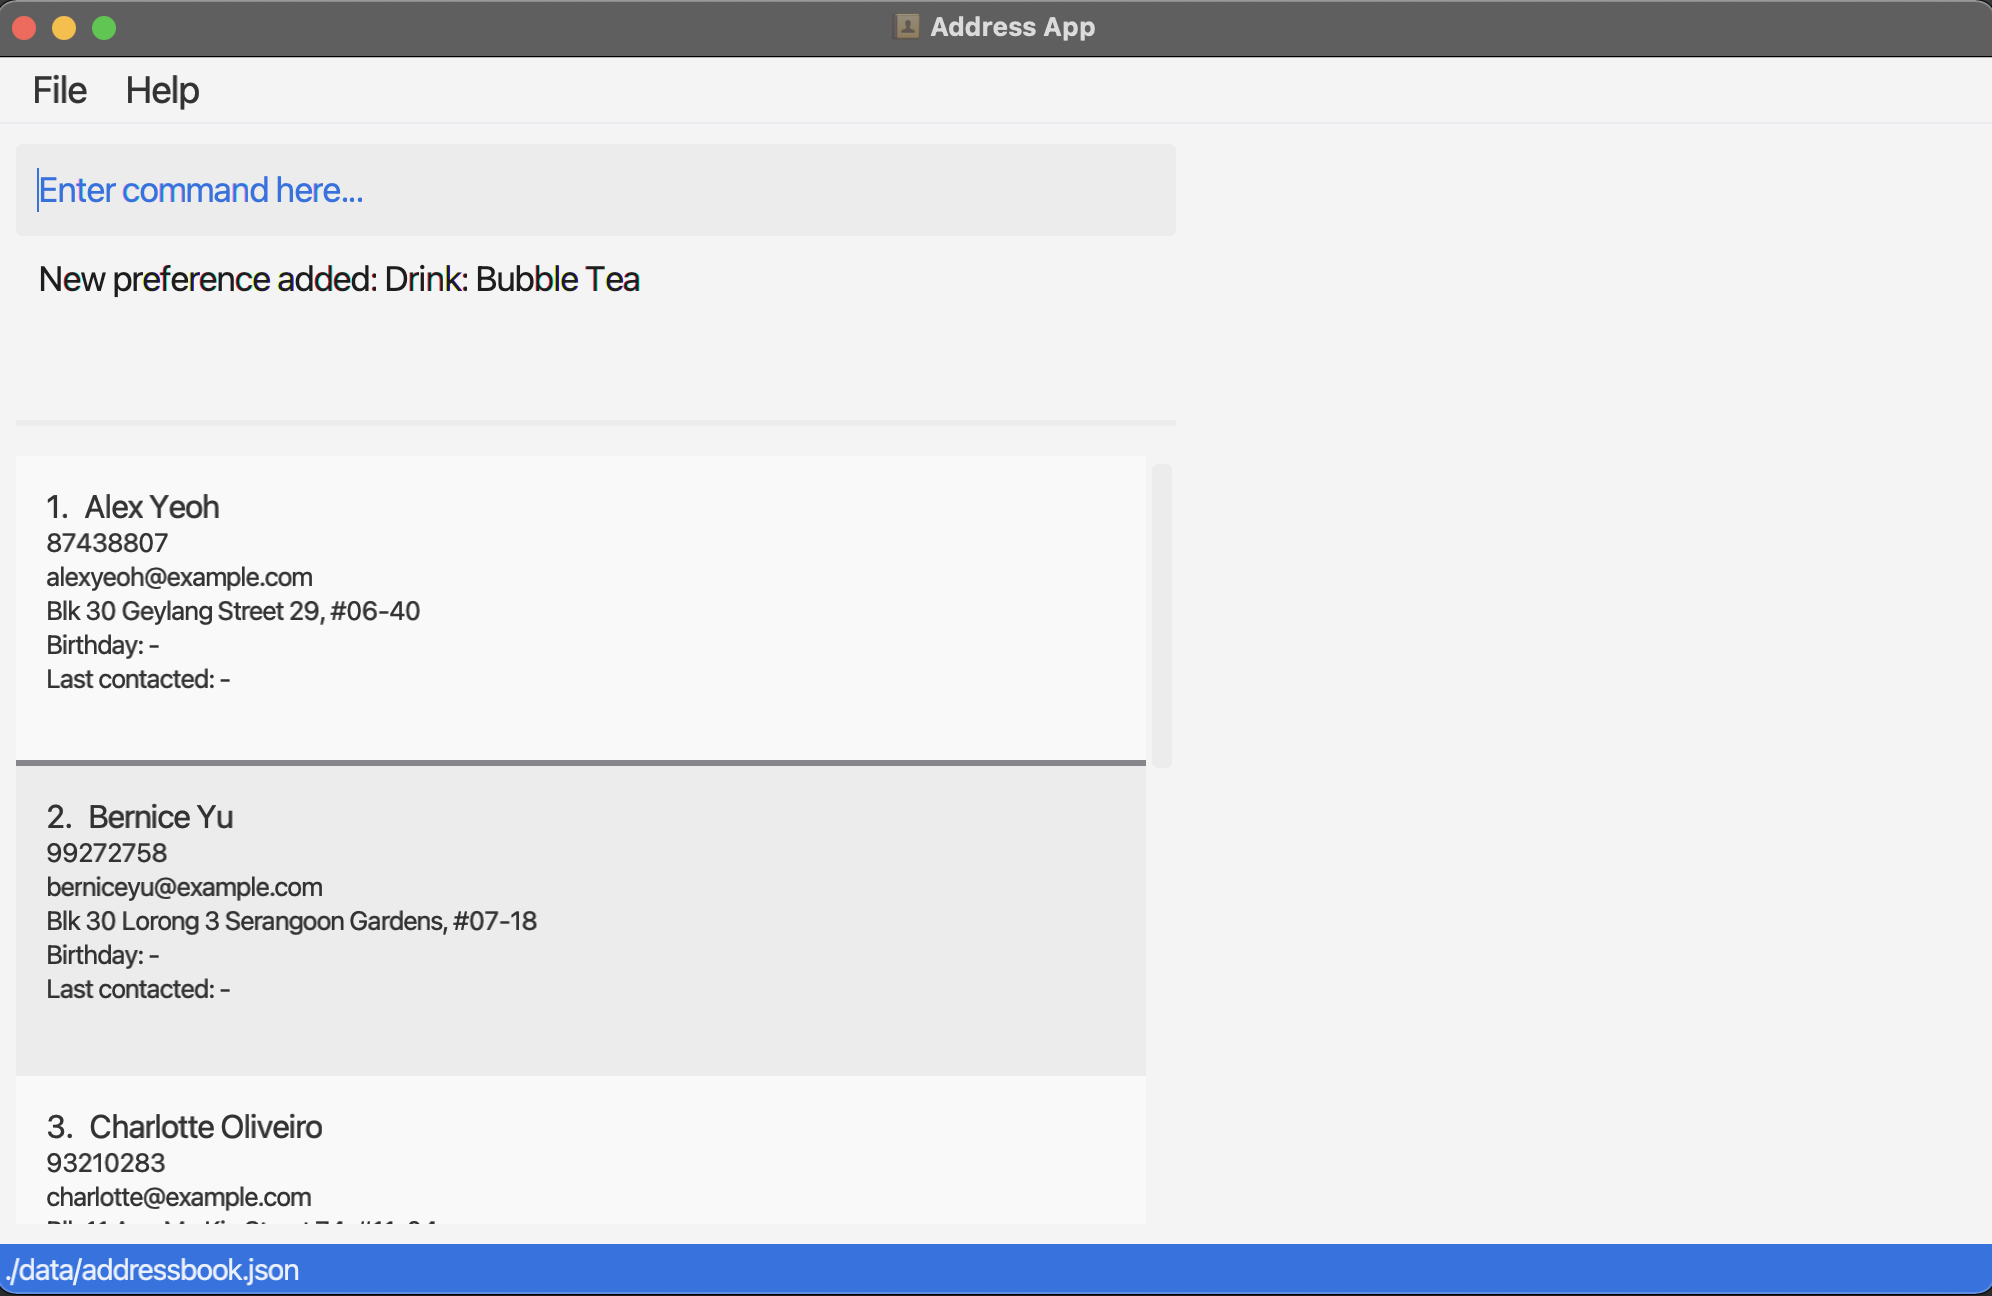 Address App
File Help
Enter command here...
New preference added: Drink: Bubble Tea
1. Alex Yeoh
87438807
alexyeoh@example.com
Blk 30 Geylang Street 29, #06-40
Birthday: -
Last contacted: -
2. Bernice Yu
99272758
berniceyu@example.com
Blk 30 Lorong 3 Serangoon Gardens, #07-18
Birthday: -
Last contacted: -
3. Charlotte Oliveiro
93210283
charlotte@example.com
./data/addressbook.json